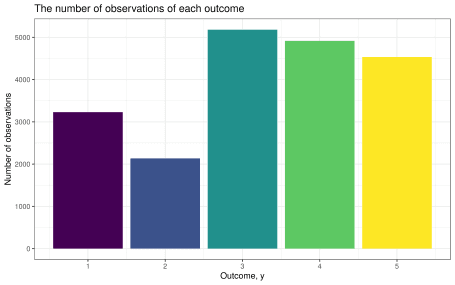 The number of observations of each outcome
Number of observations
5000
4000
3000
2000
1000
0
1 2 3 4 5
Outcome, y